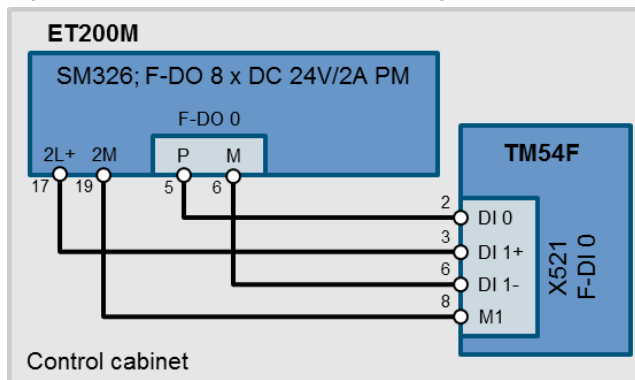 ET200M
SM326; F-DO 8 x DC 24V/2A PM
F-DO 0
2L+ 2M P M
17 19 5 6
TM54F
2 DI 0
3 DI 1+
6 DI 1-
8 M1
X521
F-DI 0
Control cabinet